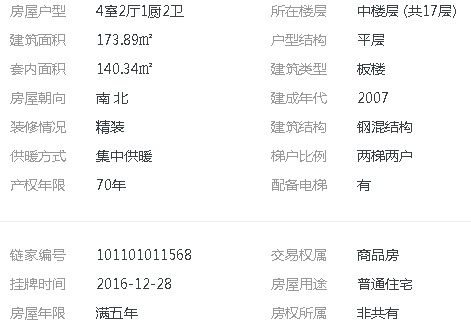 房屋户型 4室2厅1厨2卫 所在楼层 中楼层 (共17层)
建筑面积 173.89㎡ 户型结构 平层
套内面积 140.34㎡ 建筑类型 板楼
房屋朝向 南 北 建成年代 2007
装修情况 精装 建筑结构 钢混结构
供暖方式 集中供暖 梯户比例 两梯两户
产权年限 70年 配备电梯 有
链家编号 101101011568 交易权属 商品房
挂牌时间 2016-12-28 房屋用途 普通住宅
房屋年限 满五年 房权所属 非共有